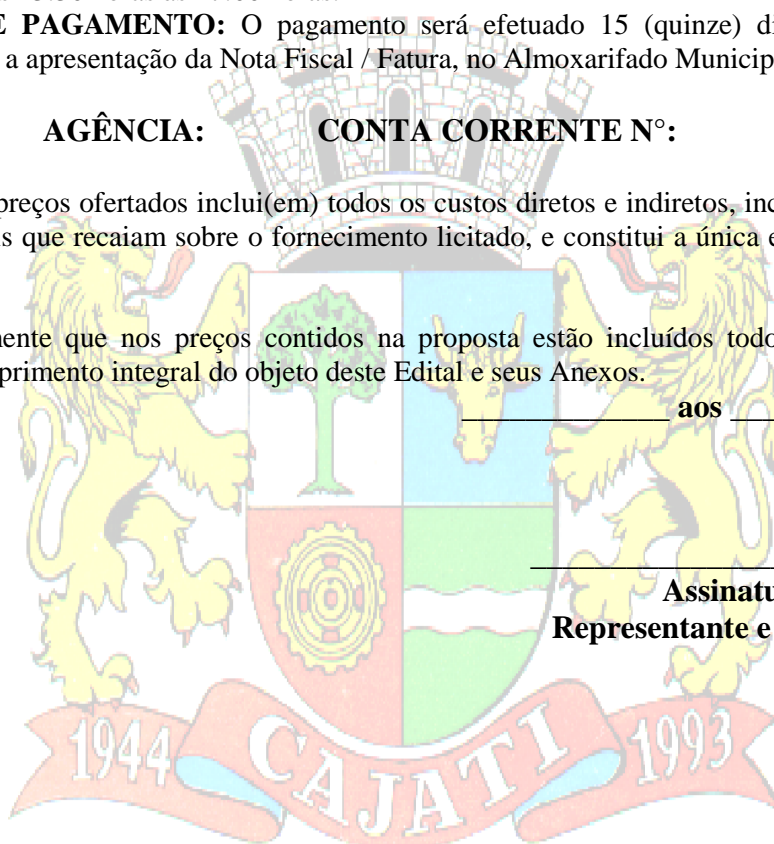 E PAGAMENTO: O pagamento será efetuado 15 (quinze) di
a apresentação da Nota Fiscal / Fatura, no Almoxarifado Municip
AGÊNCIA: CONTA CORRENTE N°:
preços ofertados inclui(em) todos os custos diretos e indiretos, inc
is que recaiam sobre o fornecimento licitado, e constitui a única e
mente que nos preços contidos na proposta estão incluídos todo
primento integral do objeto deste Edital e seus Anexos.
_____________ aos ____
Assinatu
Representante e
1944 CAJATI 1993